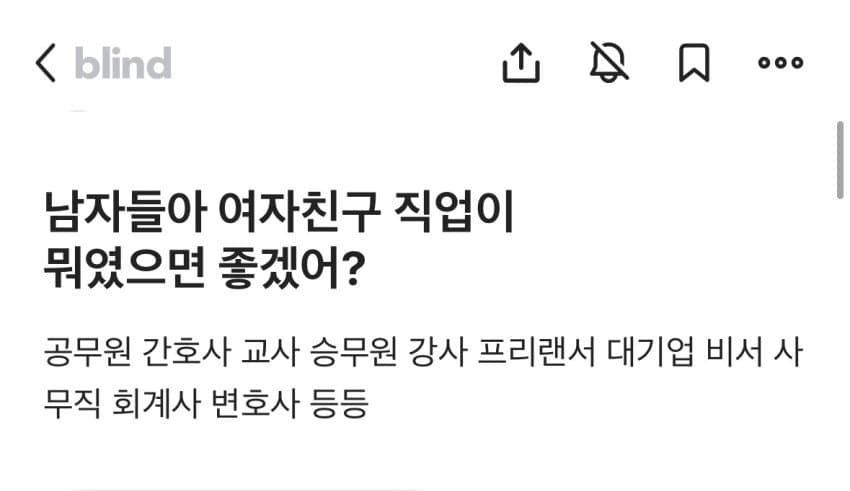 blind
남자들아 여자친구 직업이
뭐였으면 좋겠어?
공무원 간호사 교사 승무원 강사 프리랜서 대기업 비서 사
무직 회계사 변호사 등등